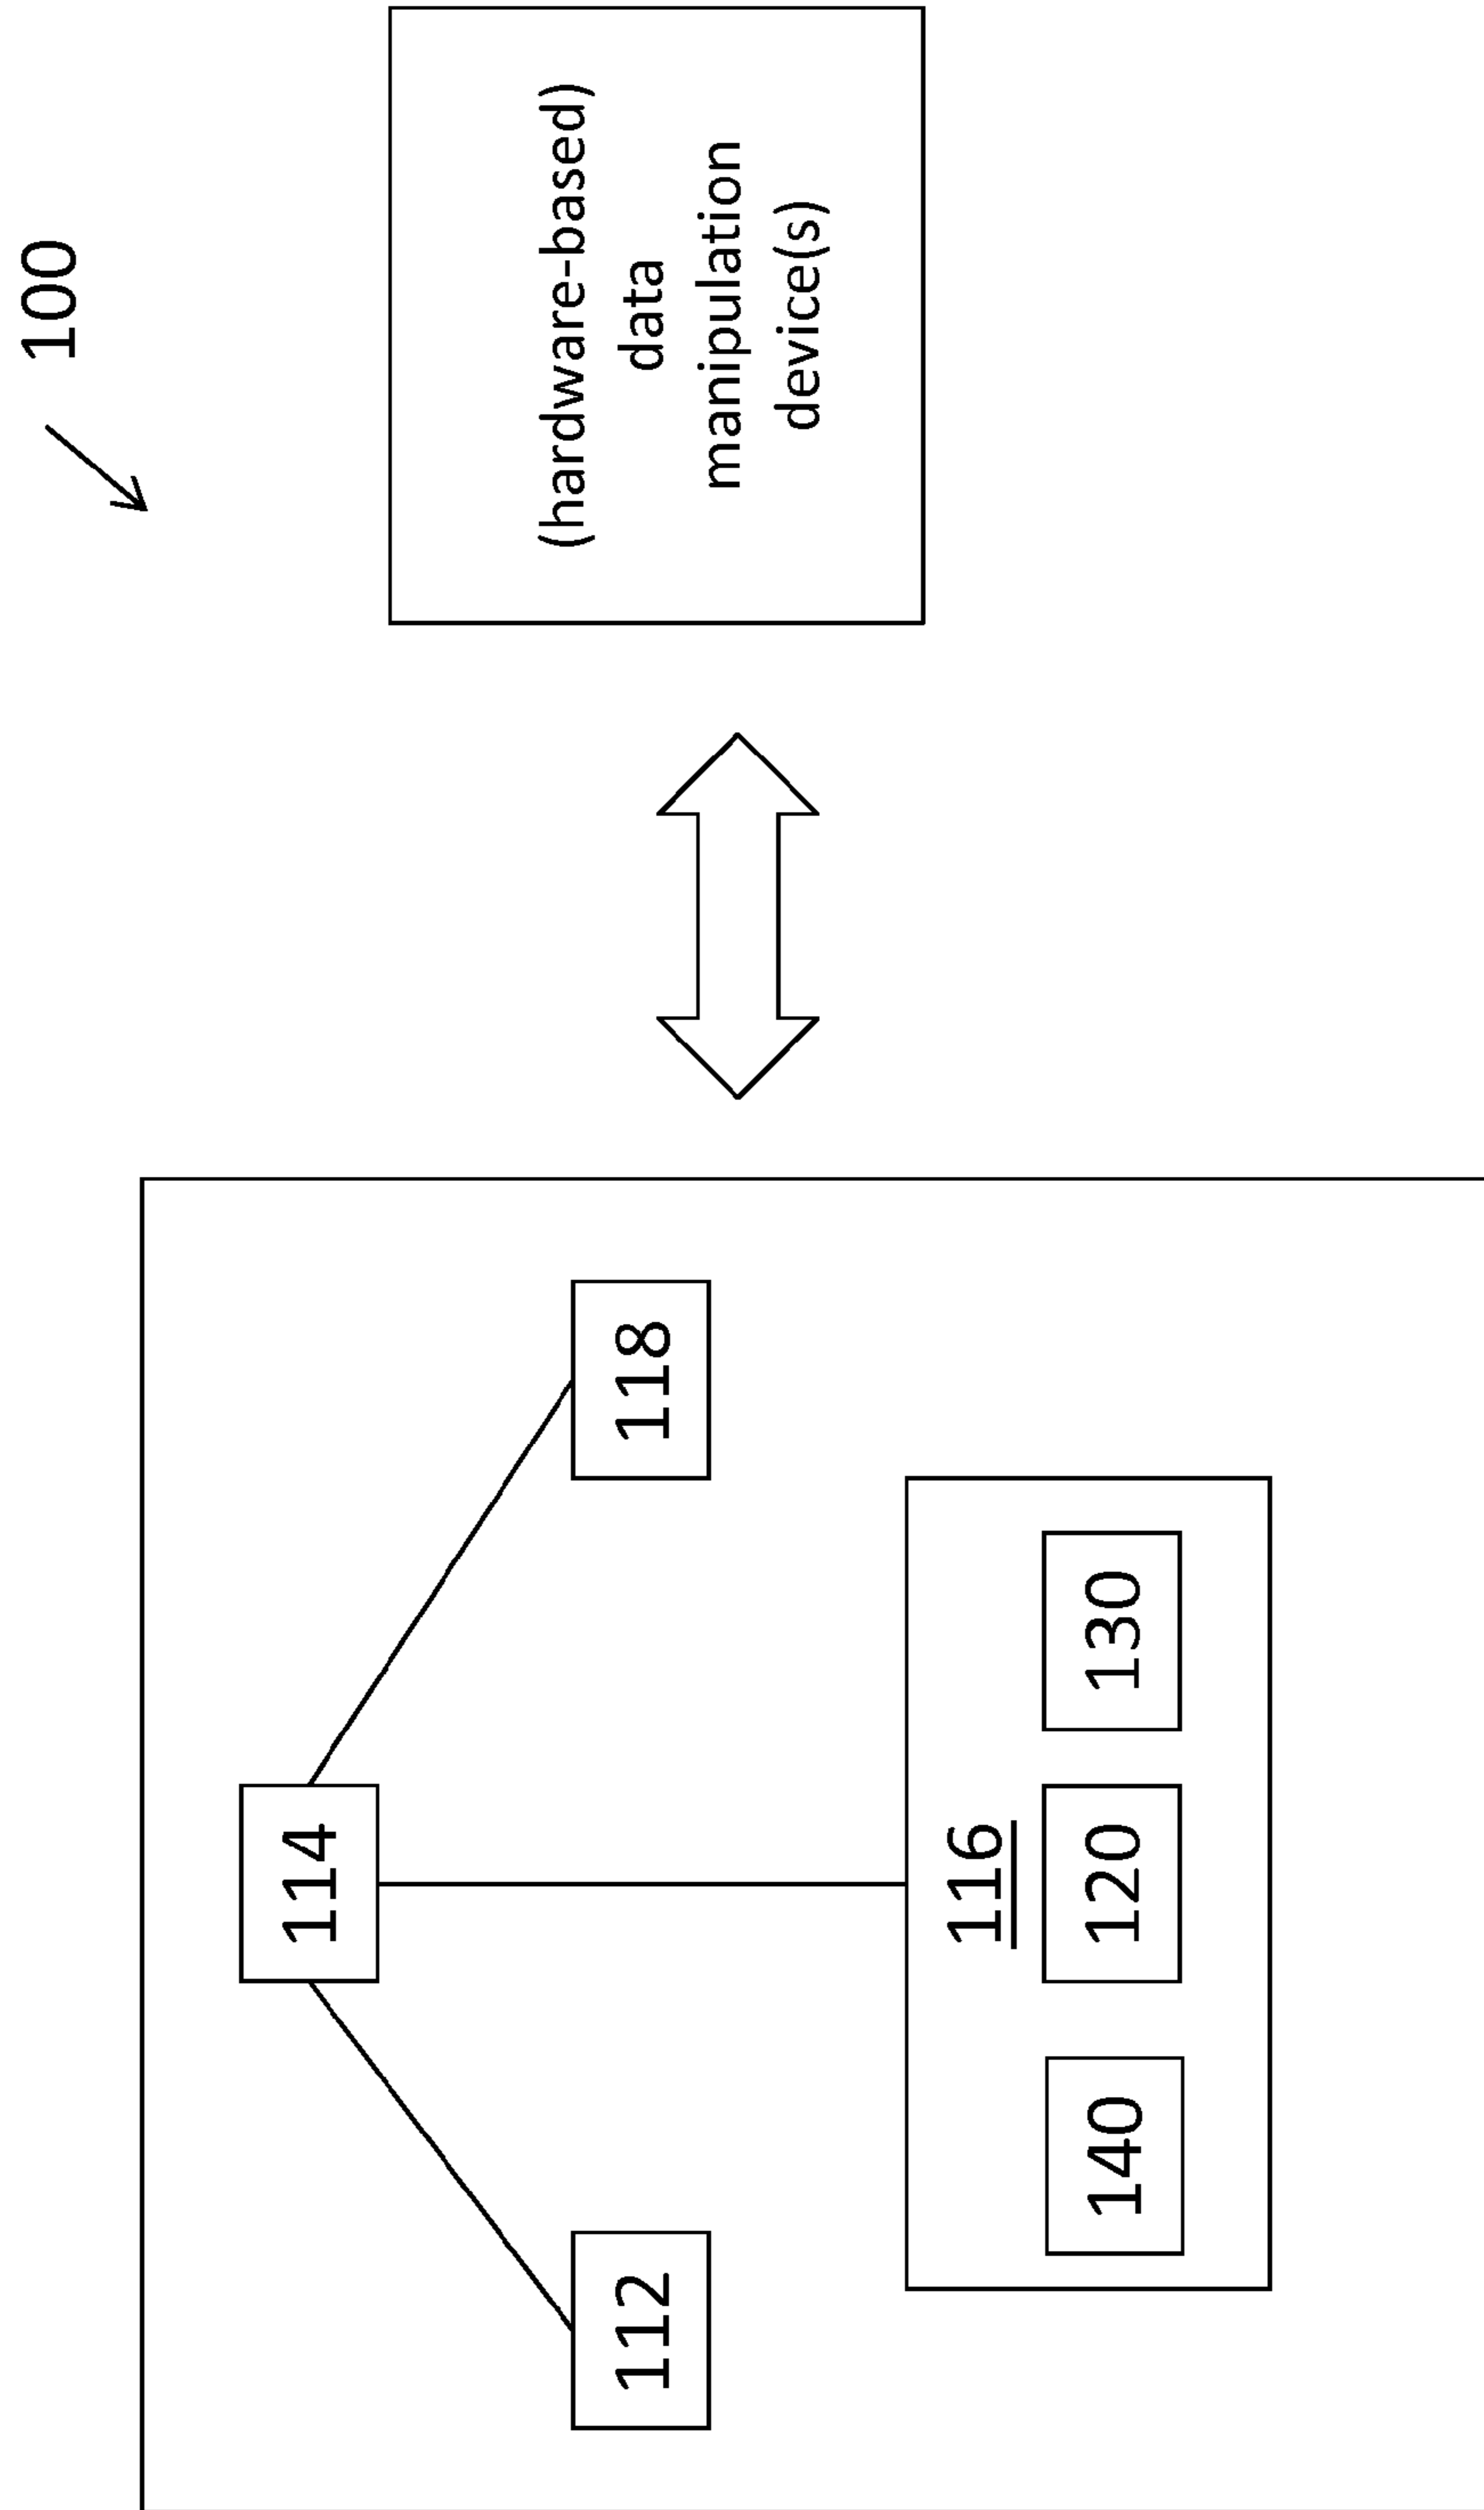 100
(hardware-based)
data
manipulation
device(s)
114
112
118
116
140
120
130